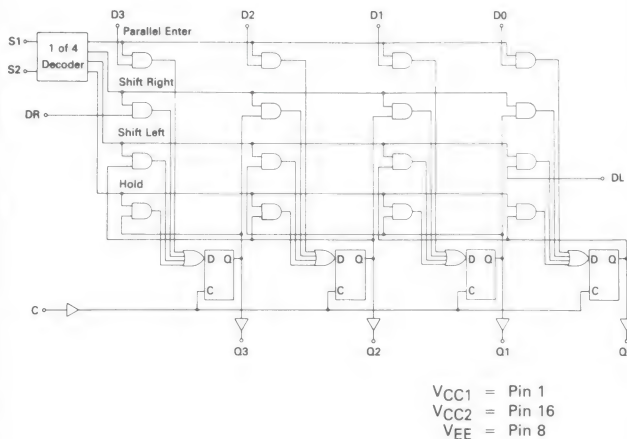 D3 D2 D1 D0
Parallel Enter
S1 1 of 4
S2 Decoder
Shift Right
DR
Shift Left
DL
Hold
D Q D Q D Q D Q
C C C C
C
Q3 Q2 Q1 Q
VCC1 = Pin 1
VCC2 = Pin 16
VEE = Pin 8